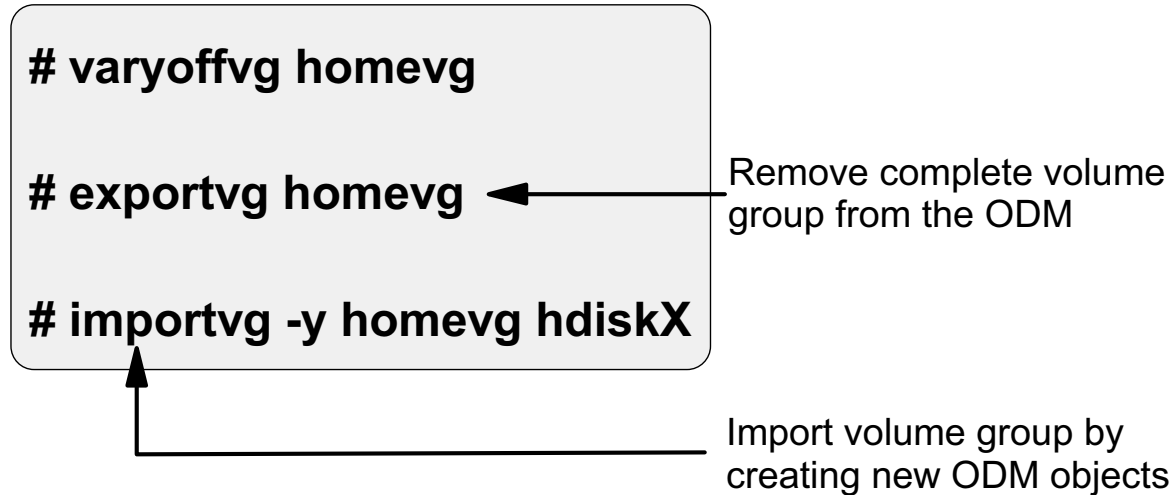 # varyoffvg homevg
# exportvg homevg
Remove complete volume
group from the ODM
# importvg -y homevg hdiskX
Import volume group by
creating new ODM objects